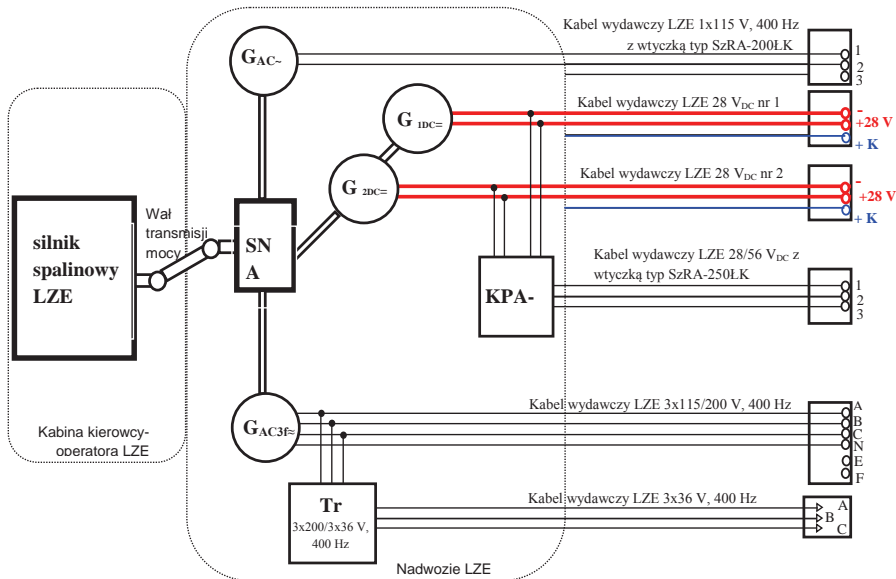 Kabel wydawczy LZE 1x115 V, 400 Hz
z wtyczką typ SzRA-200ŁK
1
2
3
G AC~
Kabel wydawczy LZE 28 VDC nr 1
-
+28 V
+ K
G 1DC=
Kabel wydawczy LZE 28 VDC nr 2
-
+28 V
+ K
G 2DC=
Wał
transmisji
mocy
silnik
spalinowy
LZE
SN
A
Kabel wydawczy LZE 28/56 VDC z
wtyczką typ SzRA-250ŁK
KPA-
1
2
3
Kabel wydawczy LZE 3x115/200 V, 400 Hz
A
B
C
N
E
F
GAC3f≈
Kabina kierowcy-
operatora LZE
Tr
3x200/3x36 V,
400 Hz
Kabel wydawczy LZE 3x36 V, 400 Hz
A
B
C
Nadwozie LZE